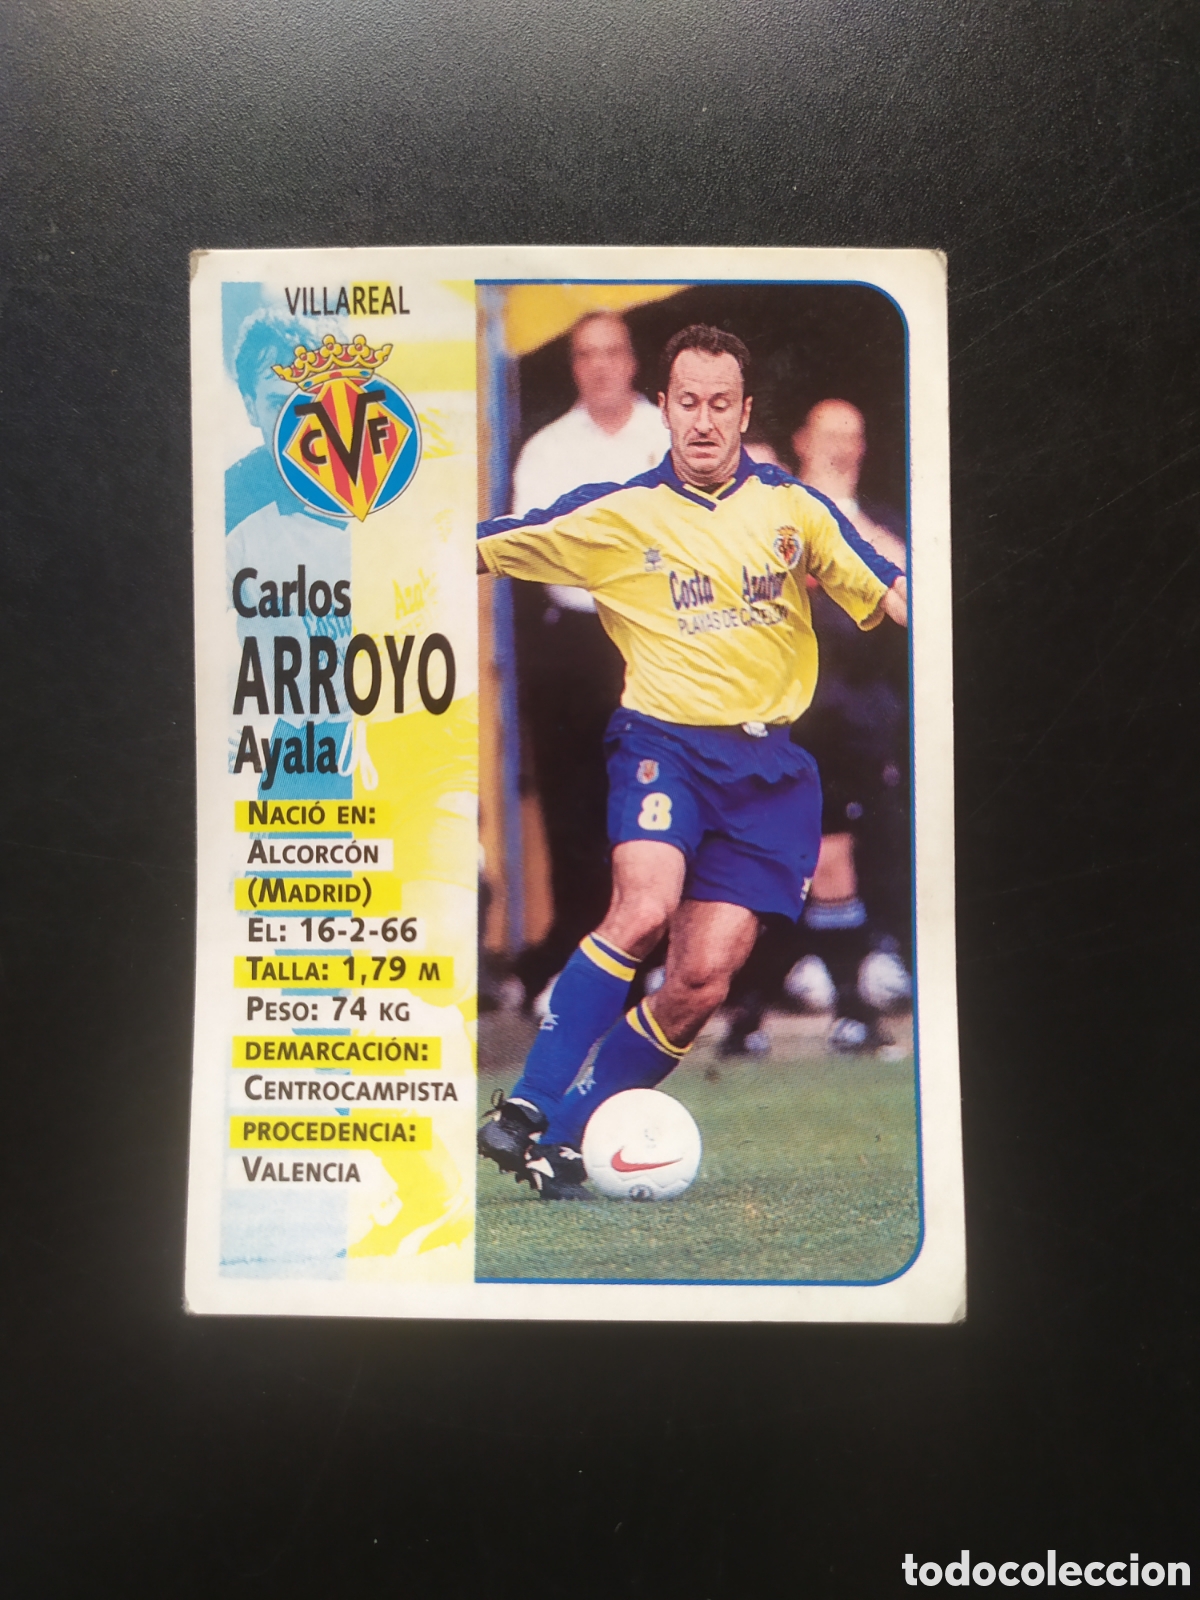 VILLAREAL
CVF
Carlos
ARROYO
Ayala
NACIÓ EN:
ALCORCÓN
(MADRID)
EL: 16-2-66
TALLA: 1,79 M
PESO: 74 KG
DEMARCACIÓN:
CENTROCAMPISTA
PROCEDENCIA:
VALENCIA
Costa Azahar
PLAYAS DE CASTELLÓN
8
todocoleccion